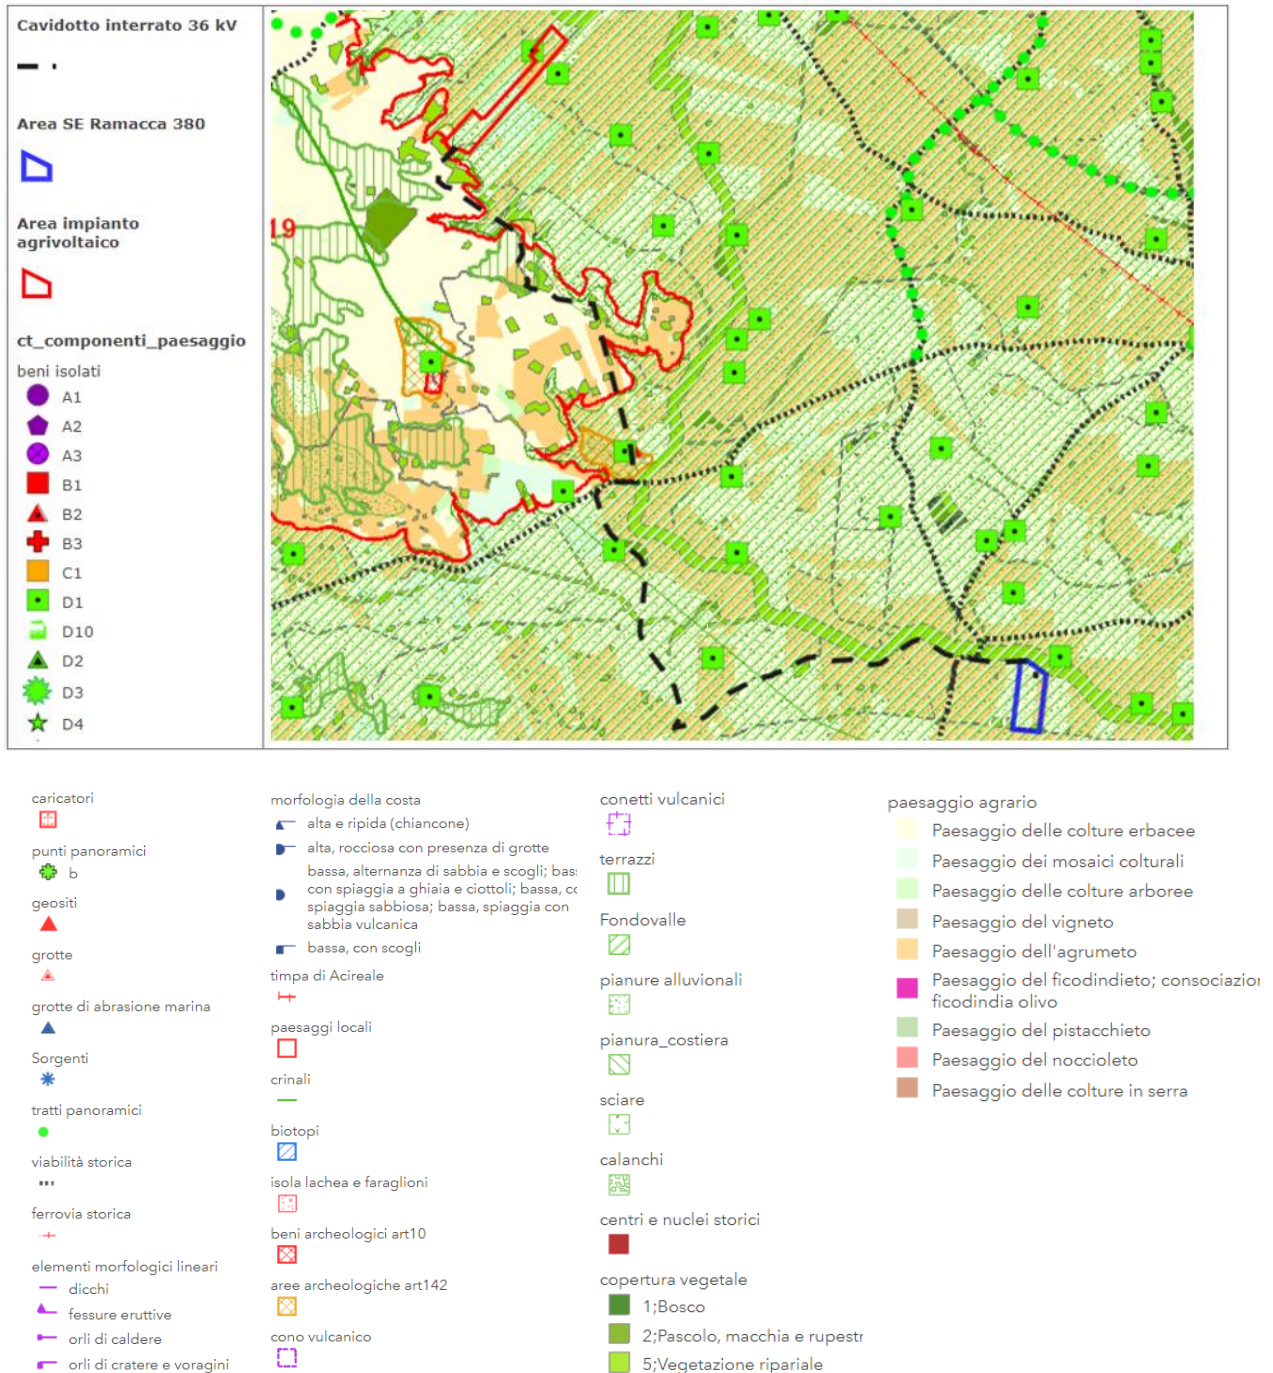 Cavidotto interrato 36 kV
Area SE Ramacca 380
Area impianto
agrivoltaico
ct_componenti_paesaggio
beni isolati
A1
A2
A3
B1
B2
B3
C1
D1
D10
D2
D3
D4
19
caricatori
punti panoramici
b
geositi
grotte
grotte di abrasione marina
Sorgenti
tratti panoramici
viabilità storica
ferrovia storica
elementi morfologici lineari
dicchi
fessure eruttive
orli di caldere
orli di cratere e voragini
morfologia della costa
alta e ripida (chiancone)
alta, rocciosa con presenza di grotte
bassa, alternanza di sabbia e scogli; bas
con spiaggia a ghiaia e ciottoli; bassa, co
spiaggia sabbiosa; bassa, spiaggia con
sabbia vulcanica
bassa, con scogli
timpa di Acireale
paesaggi locali
crinali
biotopi
isola lachea e faraglioni
beni archeologici art10
aree archeologiche art142
cono vulcanico
conetti vulcanici
terrazzi
Fondovalle
pianure alluvionali
pianura_costiera
sciare
calanchi
centri e nuclei storici
copertura vegetale
1;Bosco
2;Pascolo, macchia e rupestr
5;Vegetazione ripariale
paesaggio agrario
Paesaggio delle colture erbacee
Paesaggio dei mosaici colturali
Paesaggio delle colture arboree
Paesaggio del vigneto
Paesaggio dell'agrumeto
Paesaggio del ficodindieto; consociazior
ficodindia olivo
Paesaggio del pistacchieto
Paesaggio del noccioleto
Paesaggio delle colture in serra